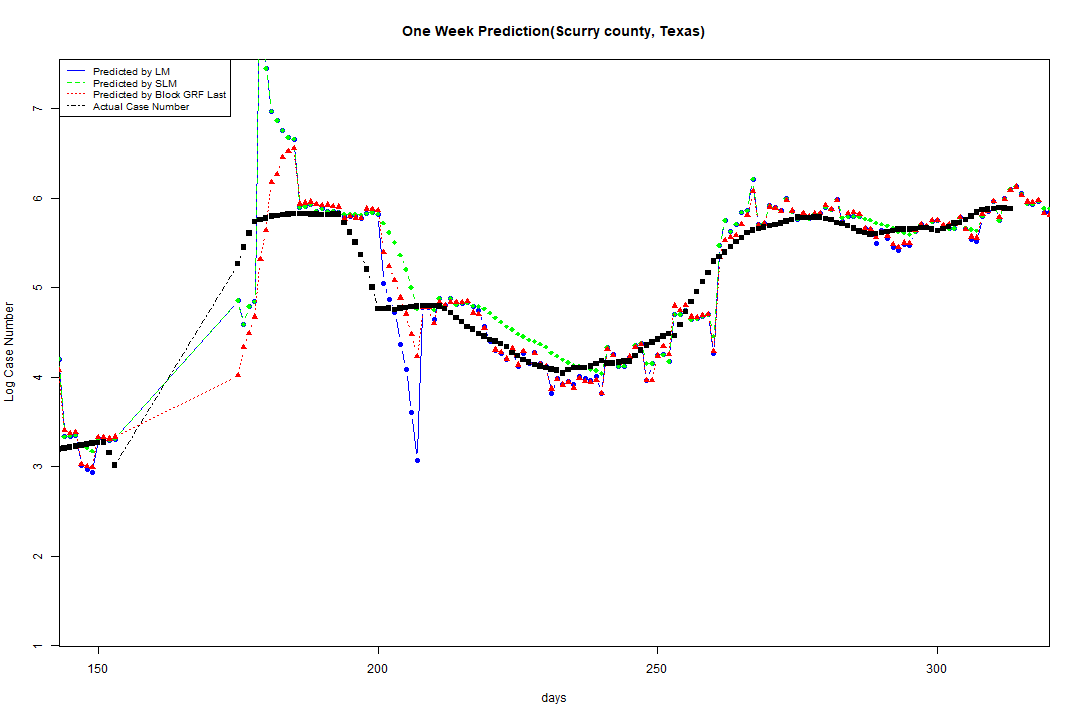 One Week Prediction(Scurry county, Texas)
Predicted by LM
Predicted by SLM
Predicted by Block GRF Last
Actual Case Number
7
6
5
4
3
2
1
Log Case Number
150
200
250
300
days